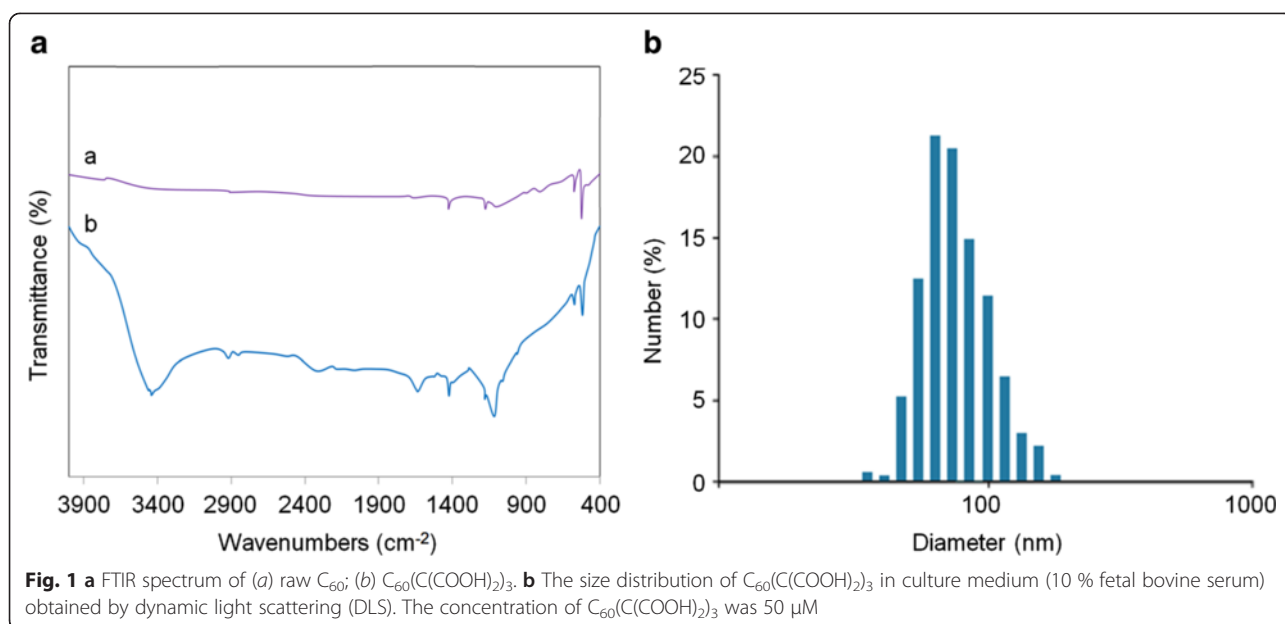 a
Transmittance (%)
a
b
3900 3400 2900 2400 1900 1400 900 400
Wavenumbers (cm-2)
b
Number (%)
25
20
15
10
5
0
100 1000
Diameter (nm)
Fig. 1 a FTIR spectrum of (a) raw C60; (b) C60(C(COOH)2)3. b The size distribution of C60(C(COOH)2)3 in culture medium (10 % fetal bovine serum)
obtained by dynamic light scattering (DLS). The concentration of C60(C(COOH)2)3 was 50 μM